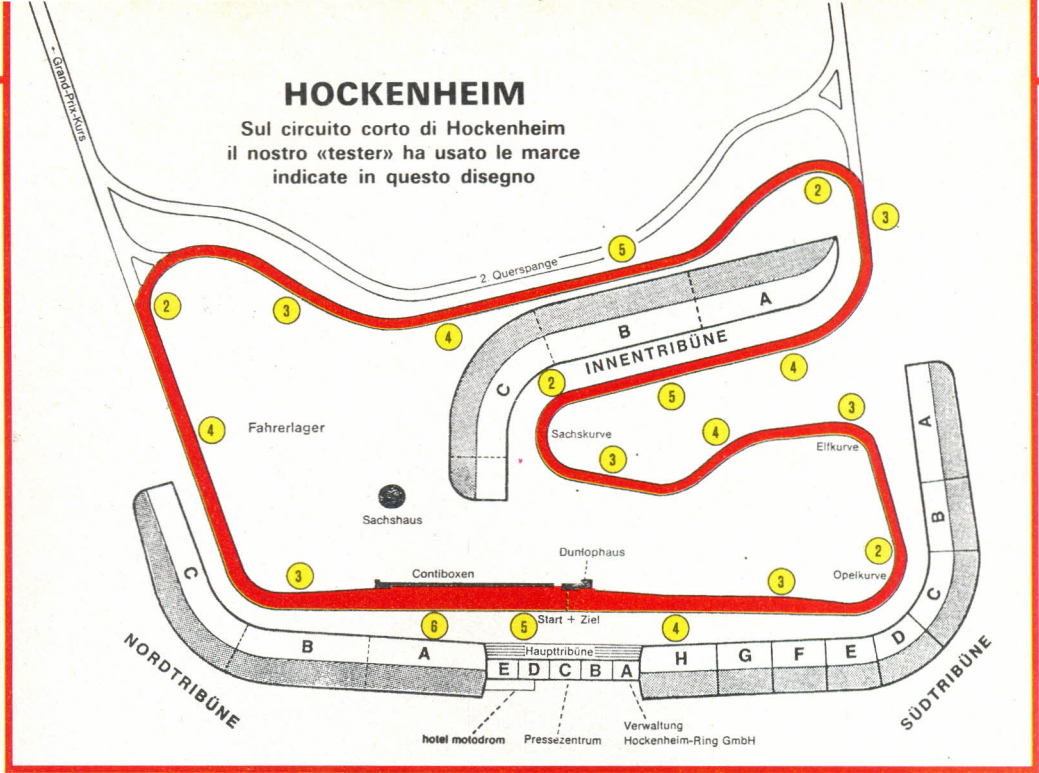 ← Grand-Prix-Kurs
HOCKENHEIM
Sul circuito corto di Hockenheim
il nostro «tester» ha usato le marce
indicate in questo disegno
2
3
5
2. Querspange
2
3
4
A
B
INNENTRIBÜNE
C
4
2
5
3
4
A
4
Fahrerlager
Sachskurve
Elfkurve
3
B
Sachshaus
Dunlophaus
2
C
Contiboxen
3
3
Opelkurve
C
6
5
Start + Ziel
4
D
B
A
Haupttribüne
H
G
F
E
NORDTRIBÜNE
E
D
C
B
A
SÜDTRIBÜNE
hotel motodrom
Pressezentrum
Verwaltung
Hockenheim-Ring GmbH